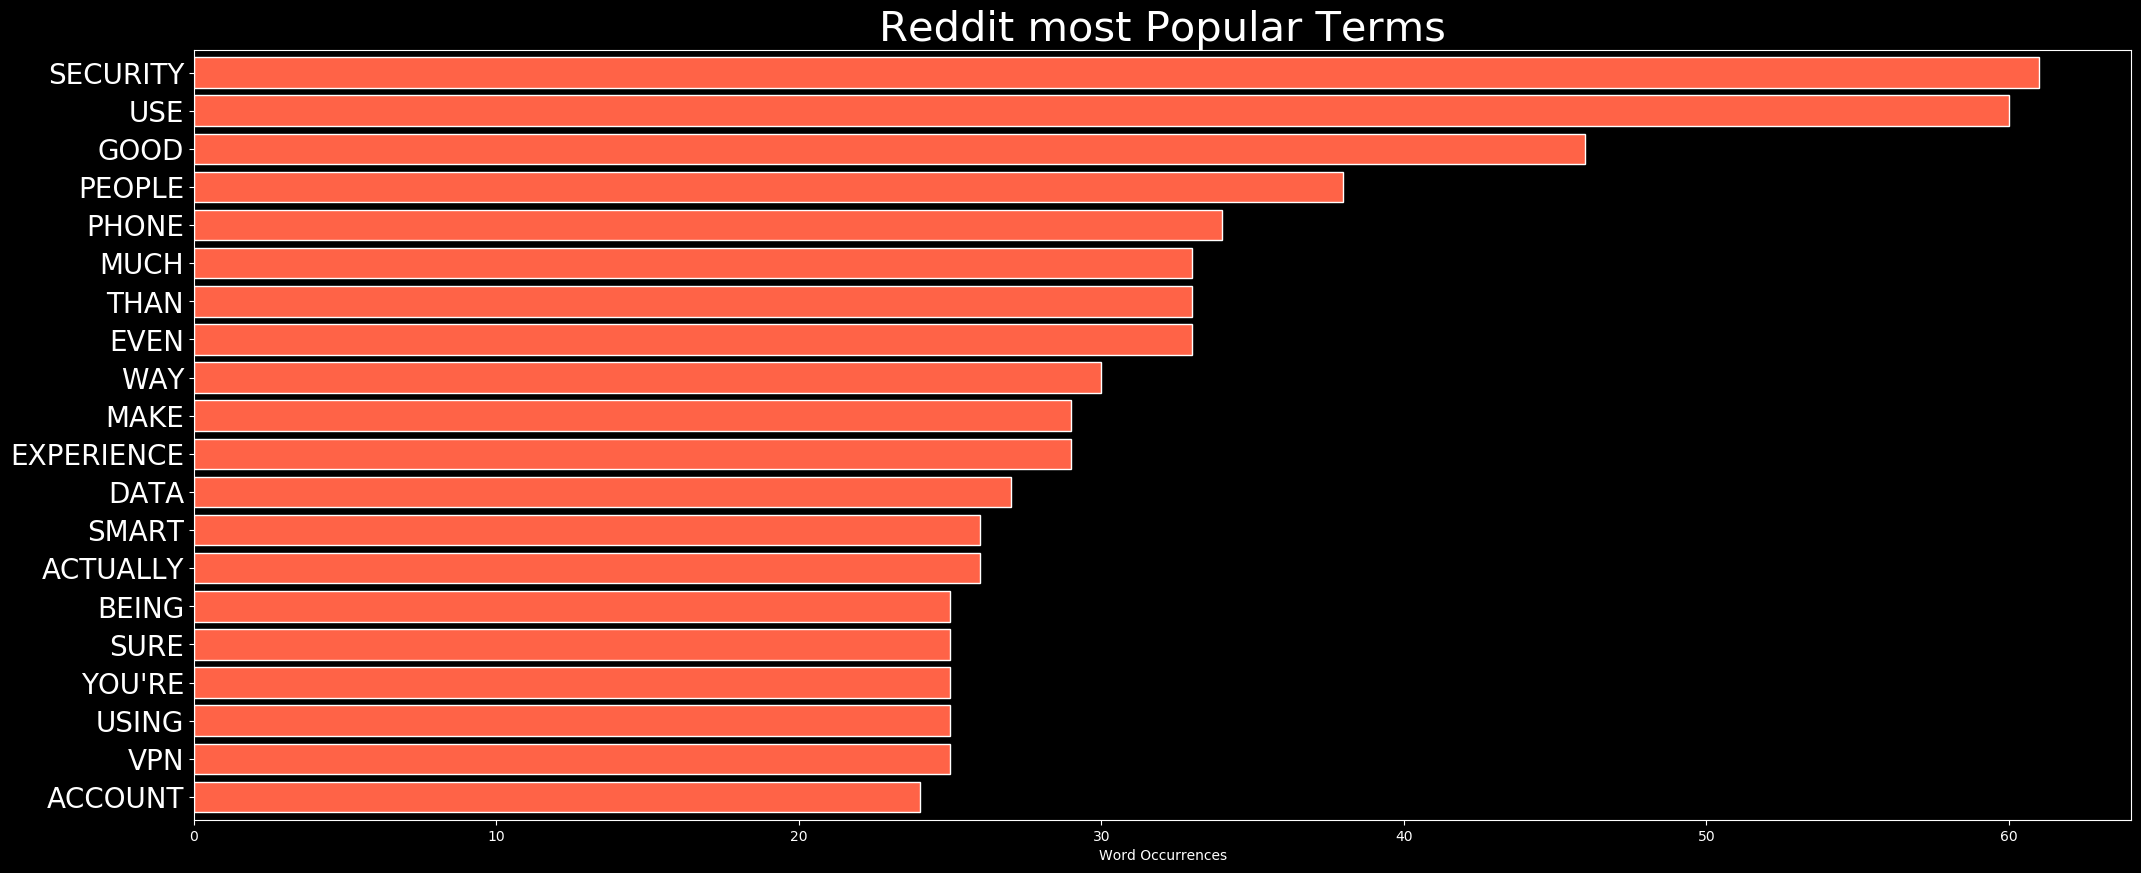 Reddit most Popular Terms
SECURITY
USE
GOOD
PEOPLE
PHONE
MUCH
THAN
EVEN
WAY
MAKE
EXPERIENCE
DATA
SMART
ACTUALLY
BEING
SURE
YOU'RE
USING
VPN
ACCOUNT
0 10 20 30 40 50 60
Word Occurrences